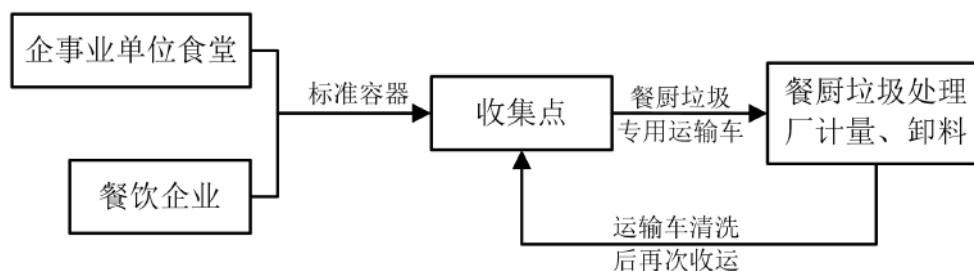 企事业单位食堂
餐饮企业
标准容器
收集点
餐厨垃圾
专用运输车
餐厨垃圾处理
厂计量、卸料
运输车清洗
后再次收运